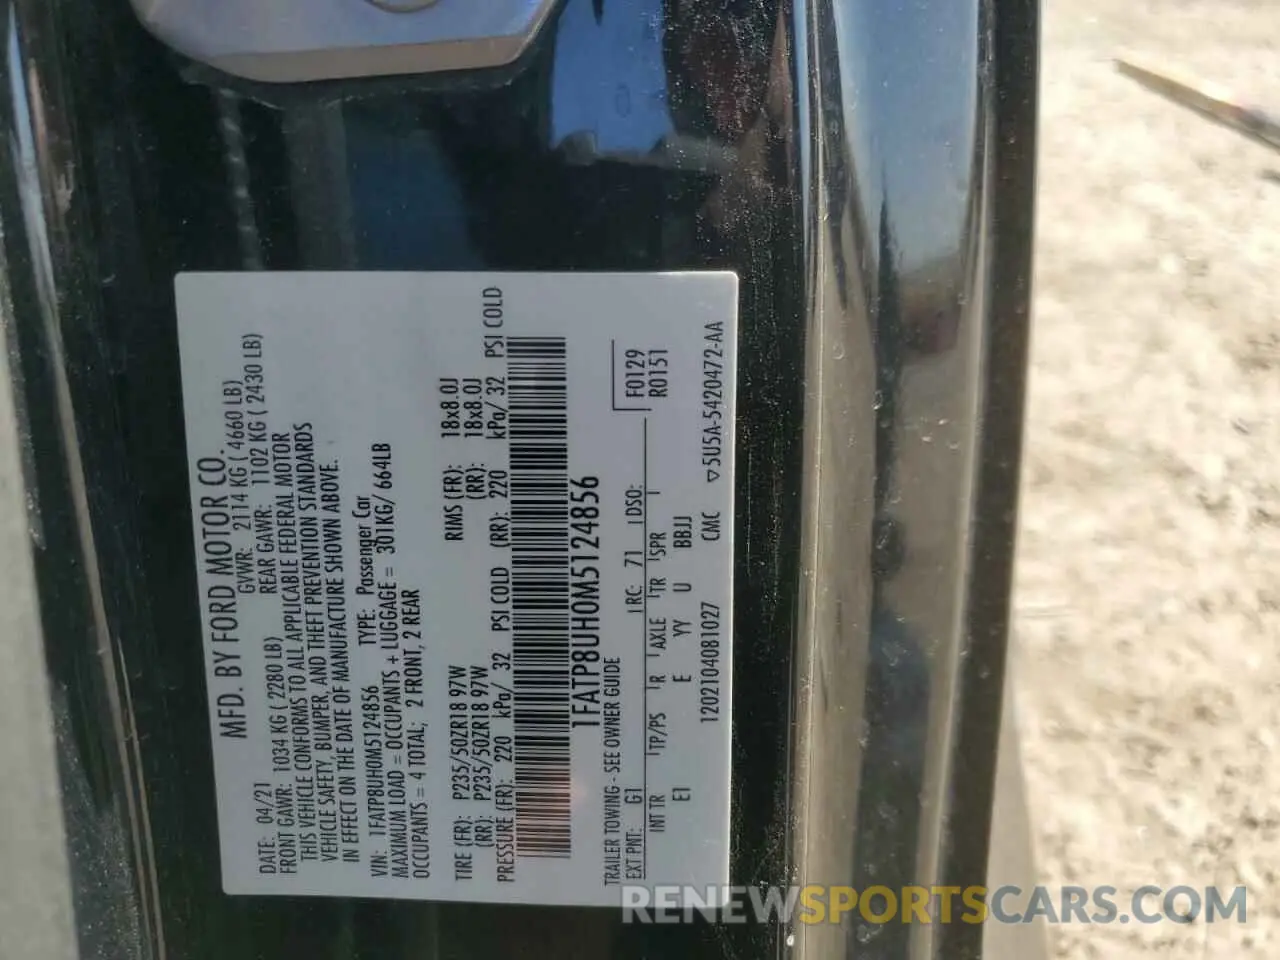 MFD. BY FORD MOTOR CO.
DATE: 04/21 GVWR: 2114 KG ( 4660 LB)
FRONT GAWR: 1034 KG ( 2280 LB) REAR GAWR: 1102 KG ( 2430 LB)
THIS VEHICLE CONFORMS TO ALL APPLICABLE FEDERAL MOTOR
VEHICLE SAFETY, BUMPER, AND THEFT PREVENTION STANDARDS
IN EFFECT ON THE DATE OF MANUFACTURE SHOWN ABOVE.
VIN: 1FATP8UH0M5124856 TYPE: Passenger Car
MAXIMUM LOAD = OCCUPANTS + LUGGAGE = 301KG/ 664LB
OCCUPANTS = 4 TOTAL; 2 FRONT, 2 REAR
TIRE (FR): P235/50ZR18 97W RIMS (FR): 18x8.0J
(RR): P235/50ZR18 97W (RR): 18x8.0J
PRESSURE (FR): 220 kPa/ 32 PSI COLD (RR): 220 kPa/ 32 PSI COLD
1FATP8UH0M5124856
TRAILER TOWING - SEE OWNER GUIDE
EXT PNT: G1 RC: 71 DSO: F0129
R0151
INT TR TP/PS R AXLE TR SPR
E1 E YY U BBJJ
1202104081027 CMC ▽5U5A-5420472-AA
RENEWSPORTSCARS.COM